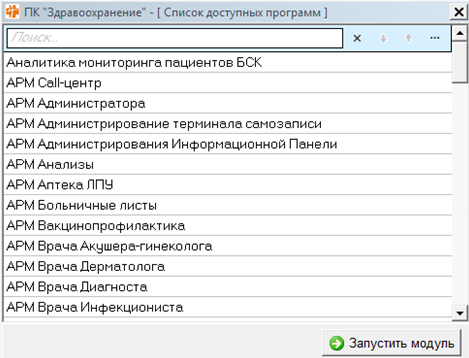 ПК "Здравоохранение" - [ Список доступных программ ]
Поиск...
Аналитика мониторинга пациентов БСК
АРМ Call-центр
АРМ Администратора
АРМ Администрирование терминала самозаписи
АРМ Администрирования Информационной Панели
АРМ Анализы
АРМ Аптека ЛПУ
АРМ Больничные листы
АРМ Вакцинопрофилактика
АРМ Врача Акушера-гинеколога
АРМ Врача Дерматолога
АРМ Врача Диагноста
АРМ Врача Инфекциониста
Запустить модуль